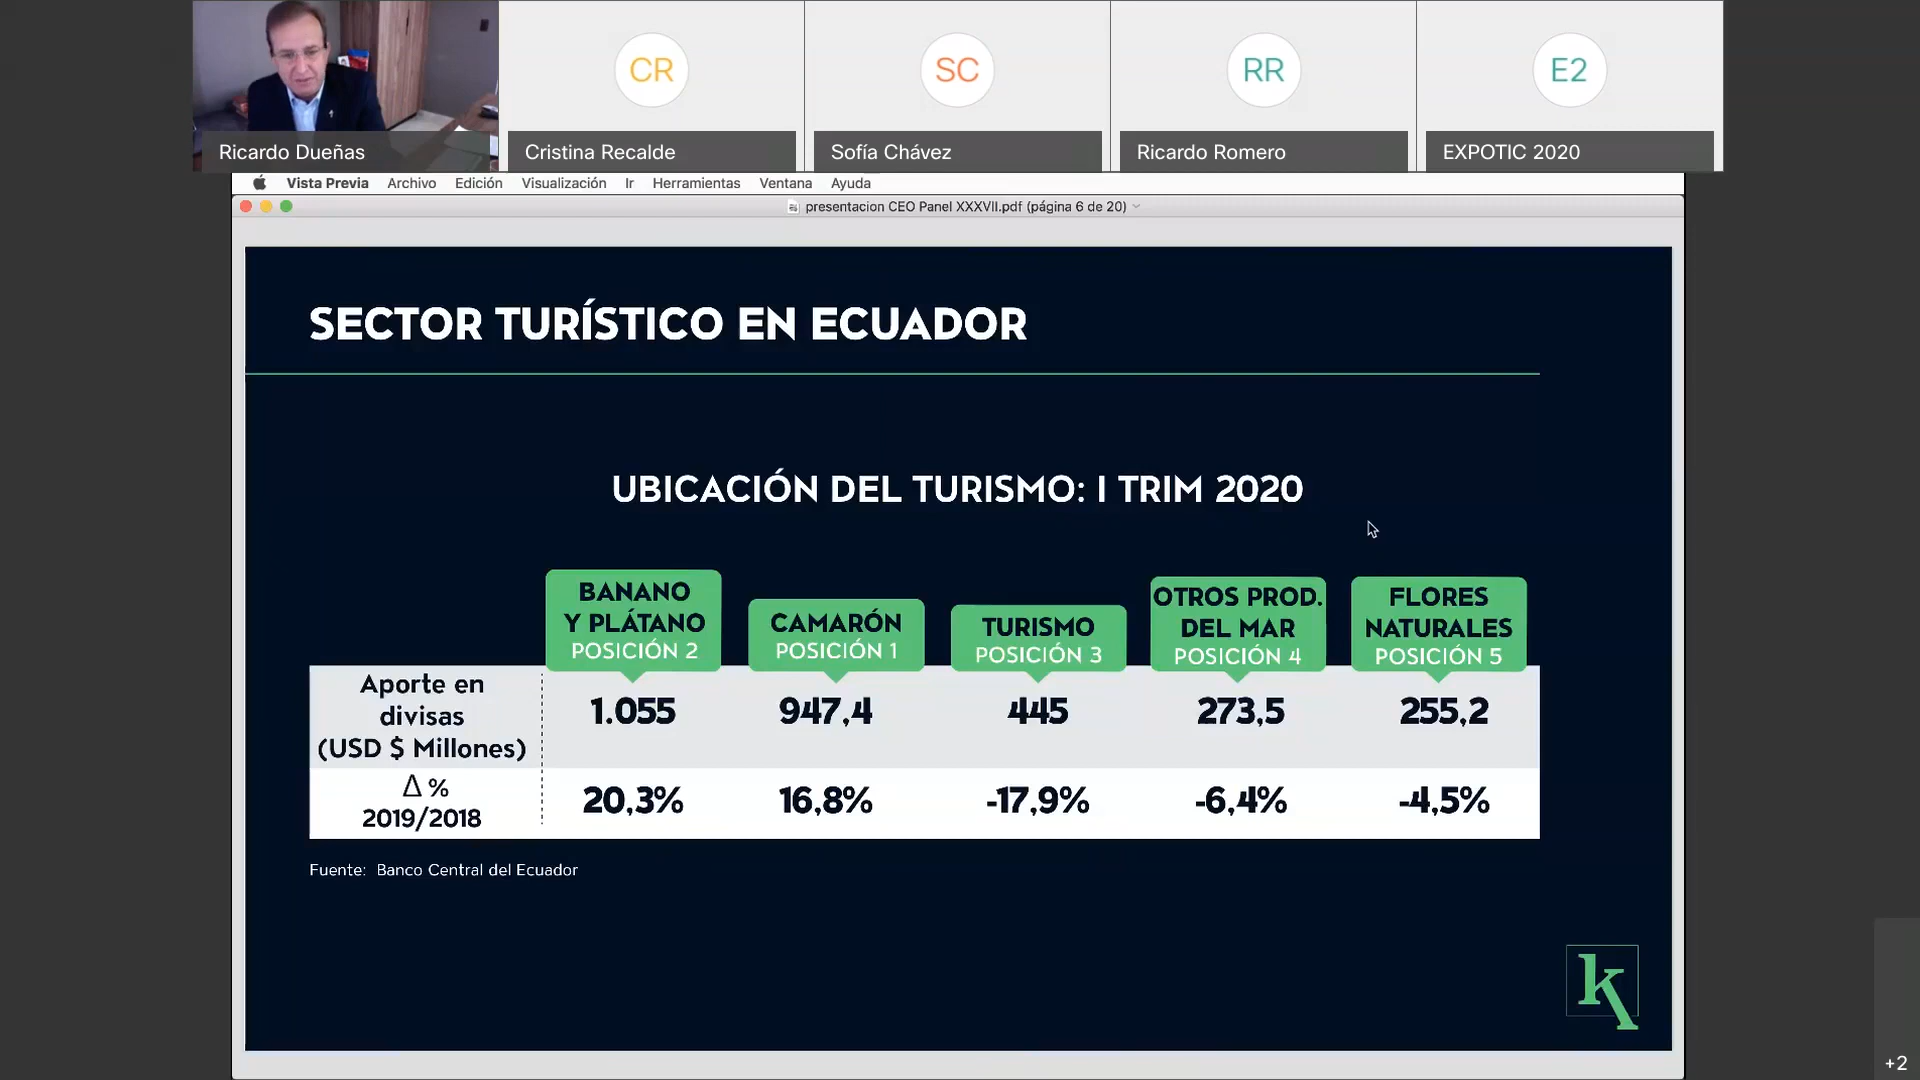 CR
SC
RR
E2
Ricardo Dueñas
Cristina Recalde
Sofía Chávez
Ricardo Romero
EXPOTIC 2020
Vista Previa Archivo Edición Visualización Ir Herramientas Ventana Ayuda
presentacion CEO Panel XXXVII.pdf (página 6 de 20)
SECTOR TURÍSTICO EN ECUADOR
UBICACIÓN DEL TURISMO: I TRIM 2020
BANANO
Y PLÁTANO
POSICIÓN 2
CAMARÓN
POSICIÓN 1
TURISMO
POSICIÓN 3
OTROS PROD.
DEL MAR
POSICIÓN 4
FLORES
NATURALES
POSICIÓN 5
Aporte en
divisas
(USD $ Millones)
1.055 947,4 445 273,5 255,2
Δ %
2019/2018
20,3% 16,8% -17,9% -6,4% -4,5%
Fuente: Banco Central del Ecuador
k
+2